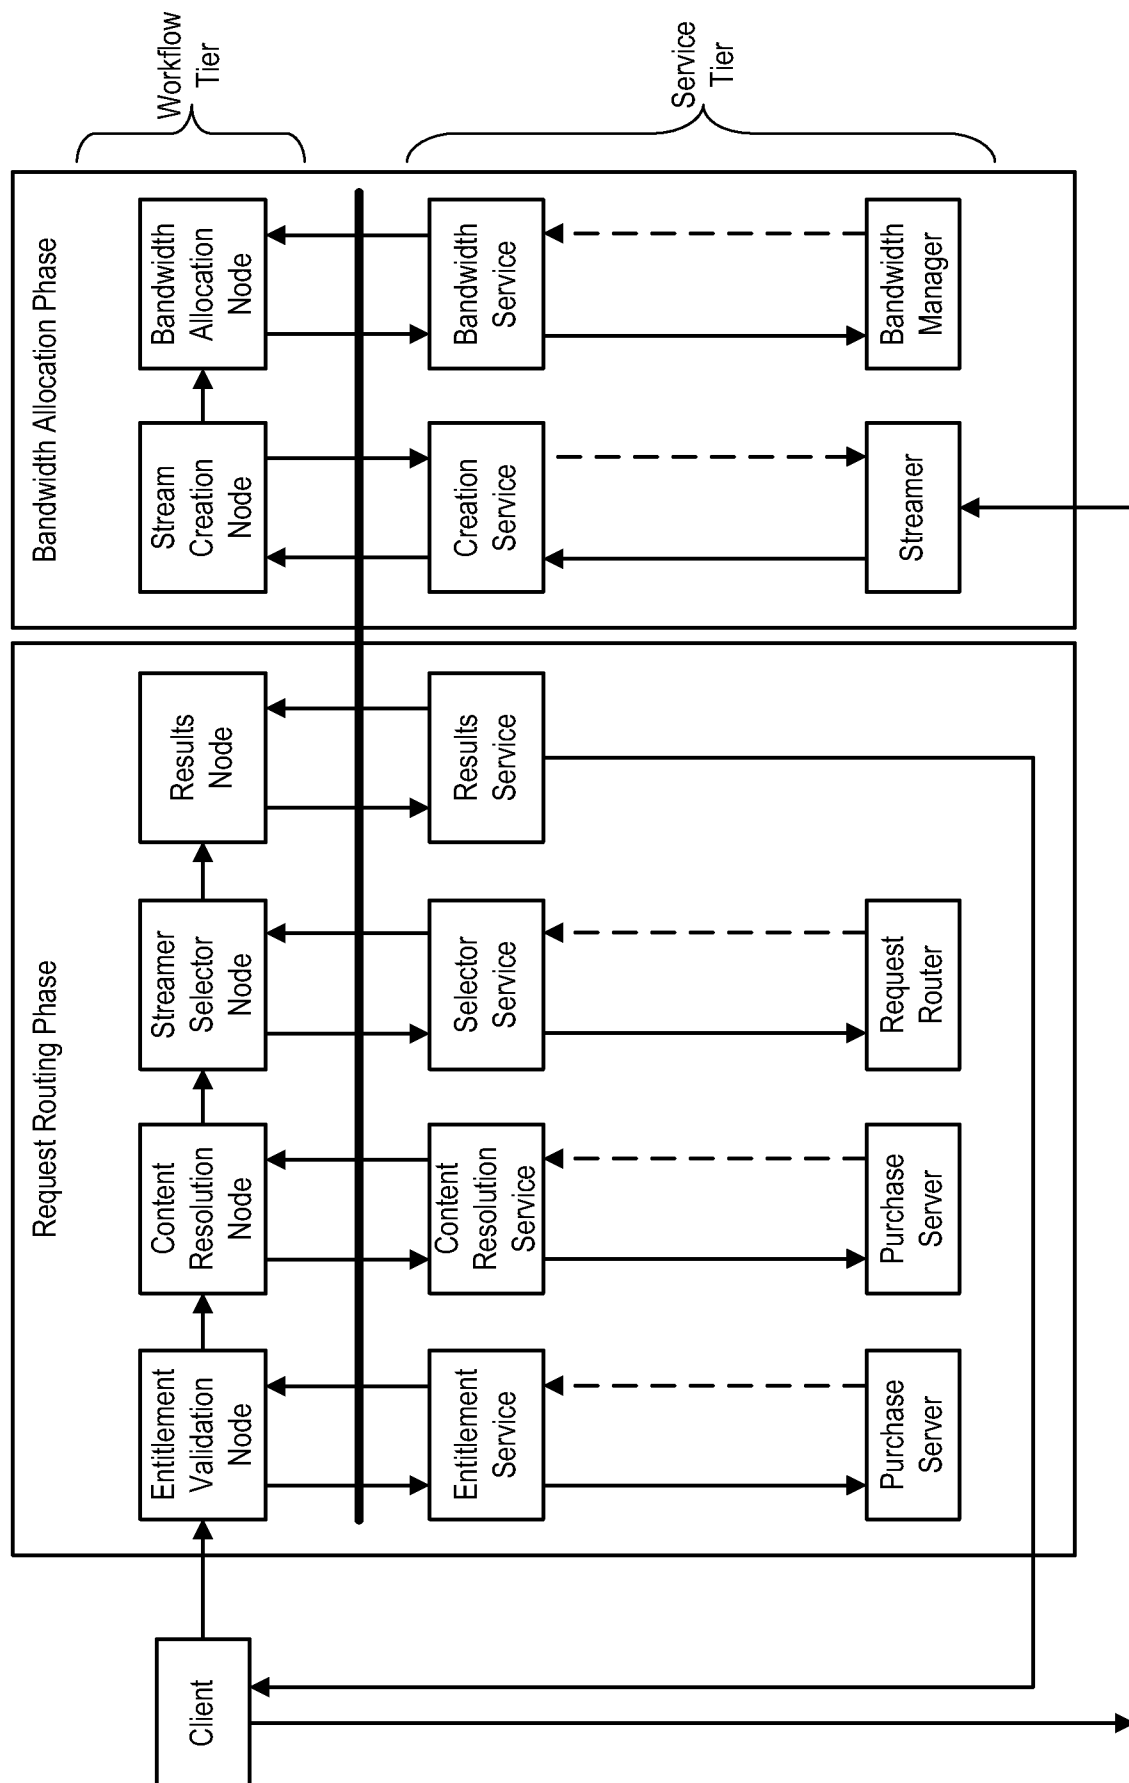 Request Routing Phase
Bandwidth Allocation Phase
Workflow
Tier
Client
Entitlement
Validation
Node
Content
Resolution
Node
Streamer
Selector
Node
Results
Node
Stream
Creation
Node
Bandwidth
Allocation
Node
Service
Tier
Entitlement
Service
Content
Resolution
Service
Selector
Service
Results
Service
Creation
Service
Bandwidth
Service
Purchase
Server
Purchase
Server
Request
Router
Streamer
Bandwidth
Manager